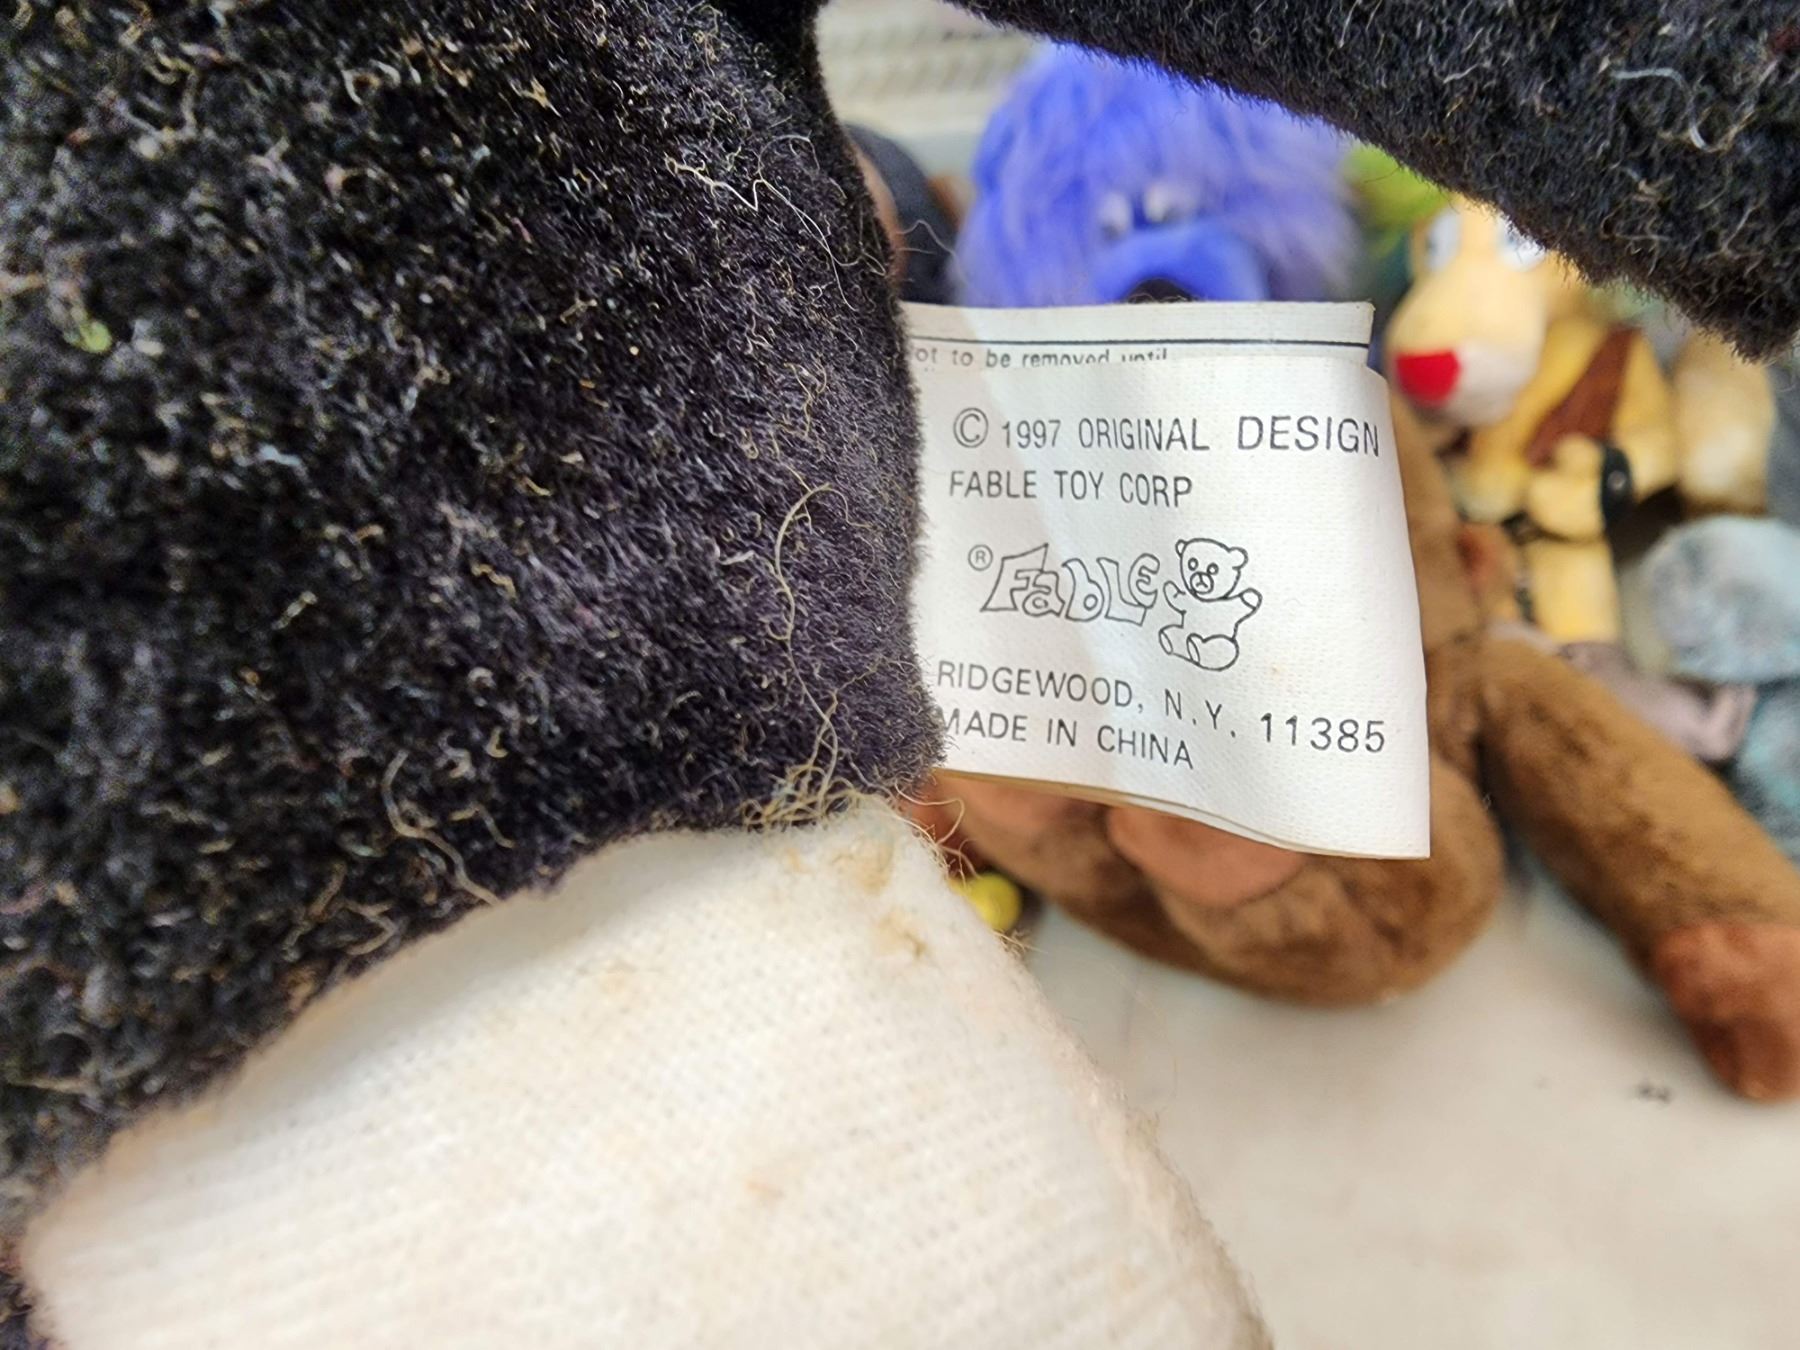 ot to be removed until
© 1997 ORIGINAL DESIGN
FABLE TOY CORP
® FABLE
RIDGEWOOD, N.Y. 11385
MADE IN CHINA